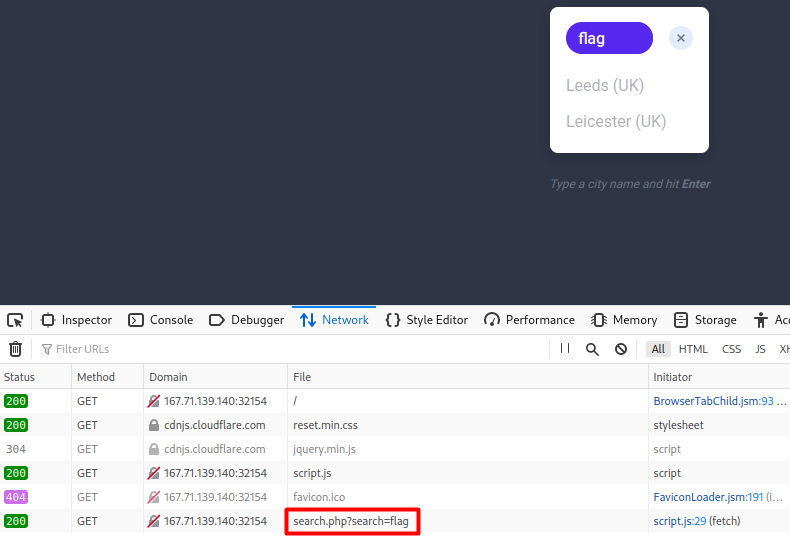 flag
Leeds (UK)
Leicester (UK)
Type a city name and hit Enter
Inspector Console Debugger Network Style Editor Performance Memory Storage Acc
Filter URLs All HTML CSS JS XH
Status Method Domain File Initiator
200 GET 167.71.139.140:32154 / BrowserTabChild.jsm:93 ...
200 GET cdnjs.cloudflare.com reset.min.css stylesheet
304 GET cdnjs.cloudflare.com jquery.min.js script
200 GET 167.71.139.140:32154 script.js script
404 GET 167.71.139.140:32154 favicon.ico FaviconLoader.jsm:191 (i...
200 GET 167.71.139.140:32154 search.php?search=flag script.js:29 (fetch)